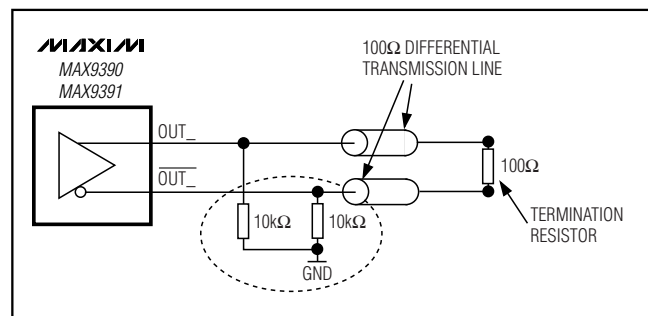 MAXIM
MAX9390
MAX9391
100Ω DIFFERENTIAL
TRANSMISSION LINE
OUT_
OUT_
100Ω
10kΩ
10kΩ
TERMINATION
RESISTOR
GND